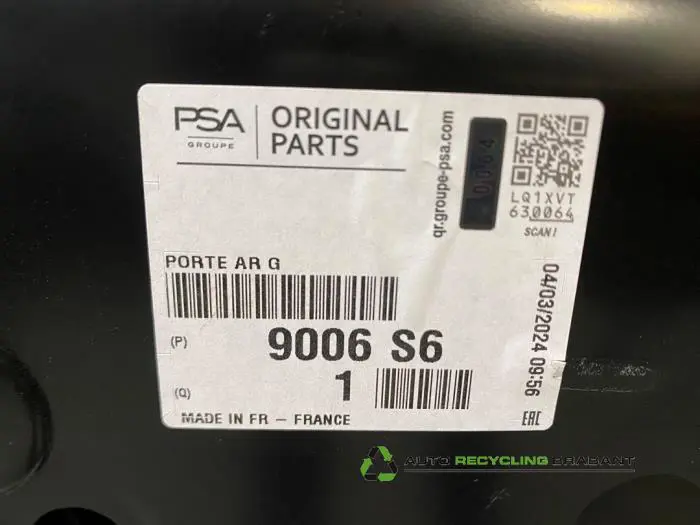 PSA
GROUPE
ORIGINAL
PARTS
qr.groupe-psa.com
0064
LQ1XVT
630064
SCAN!
PORTE AR G
(P)
9006 S6
(Q)
1
MADE IN FR – FRANCE
04/03/2024 09:56
EAC
AUTO RECYCLING BRABANT